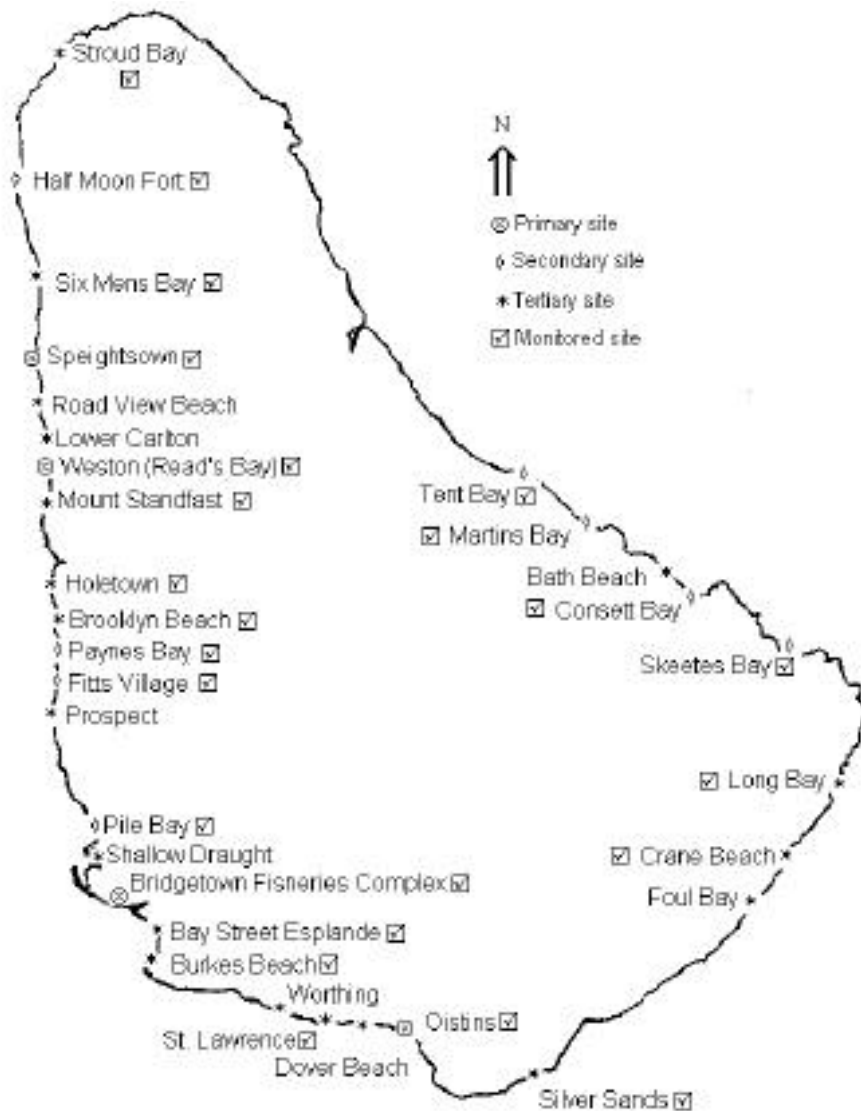 Stroud Bay
N
Half Moon Fort
Primary site
Secondary site
Six Mens Bay
Tertiary site
Monitored site
Speightsown
Road View Beach
Lower Carlton
Weston (Read's Bay)
Mount Standfast
Tent Bay
Martins Bay
Bath Beach
Holetown
Consett Bay
Brooklyn Beach
Paynes Bay
Skeetes Bay
Fitts Village
Prospect
Long Bay
Pile Bay
Shallow Draught
Crane Beach
Bridgetown Fisneries Complex
Foul Bay
Bay Street Esplande
Burkes Beach
Worthing
Oistins
St. Lawrence
Dover Beach
Silver Sands